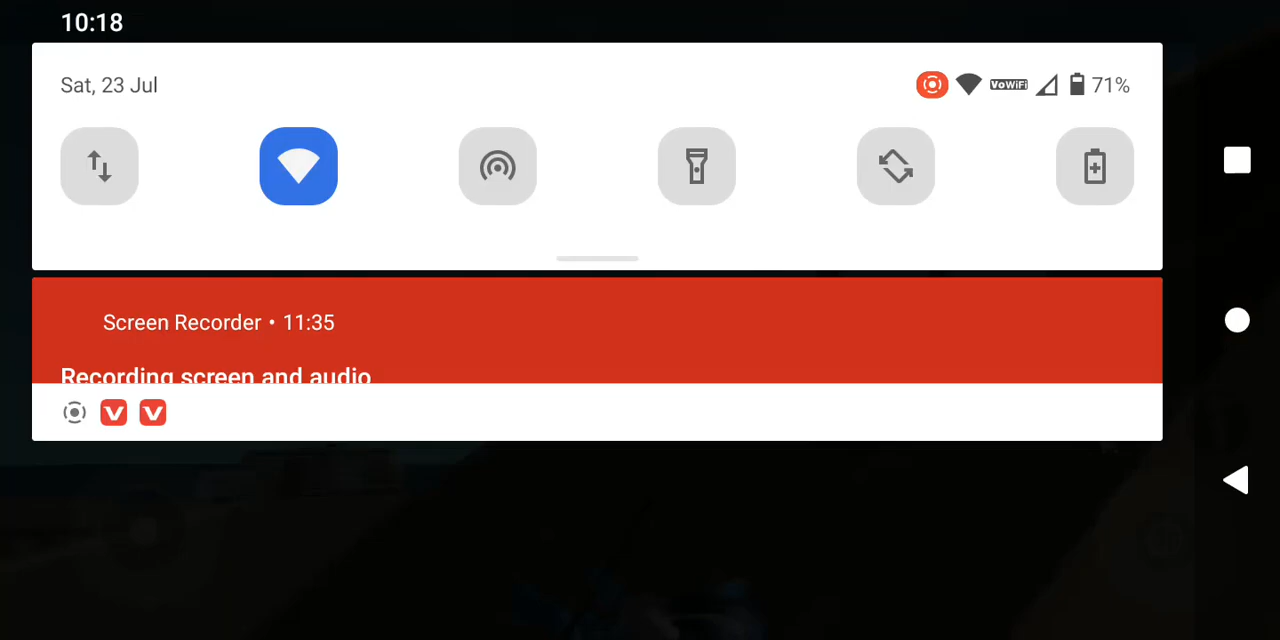 10:18
Sat, 23 Jul
VoWiFi 71%
Screen Recorder • 11:35
Recording screen and audio